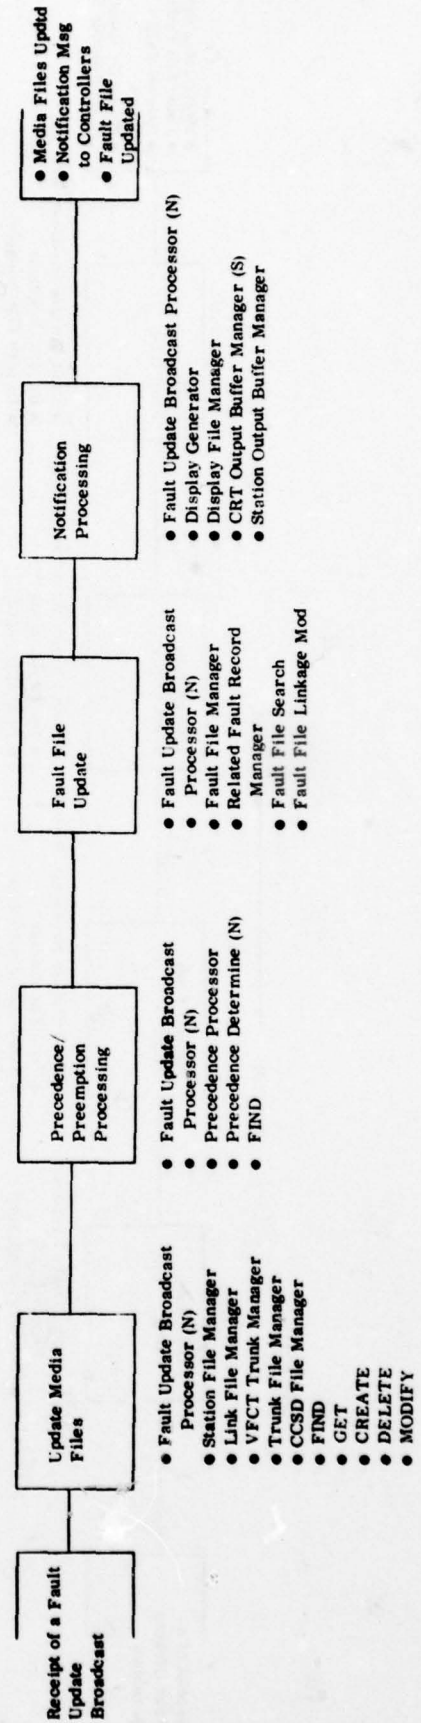 Receipt of a Fault
Update
Broadcast
Update Media
Files
● Fault Update Broadcast
Processor (N)
● Station File Manager
● Link File Manager
● VFCT Trunk Manager
● Trunk File Manager
● CCSD File Manager
● FIND
● GET
● CREATE
● DELETE
● MODIFY
Precedence/
Preemption
Processing
● Fault Update Broadcast
● Processor (N)
● Precedence Processor
● Precedence Determine (N)
● FIND
Fault File
Update
● Fault Update Broadcast
● Processor (N)
● Fault File Manager
● Related Fault Record
Manager
● Fault File Search
● Fault File Linkage Mod
Notification
Processing
● Fault Update Broadcast Processor (N)
● Display Generator
● Display File Manager
● CRT Output Buffer Manager (S)
● Station Output Buffer Manager
● Media Files Updtd
● Notification Msg
to Controllers
● Fault File
Updated